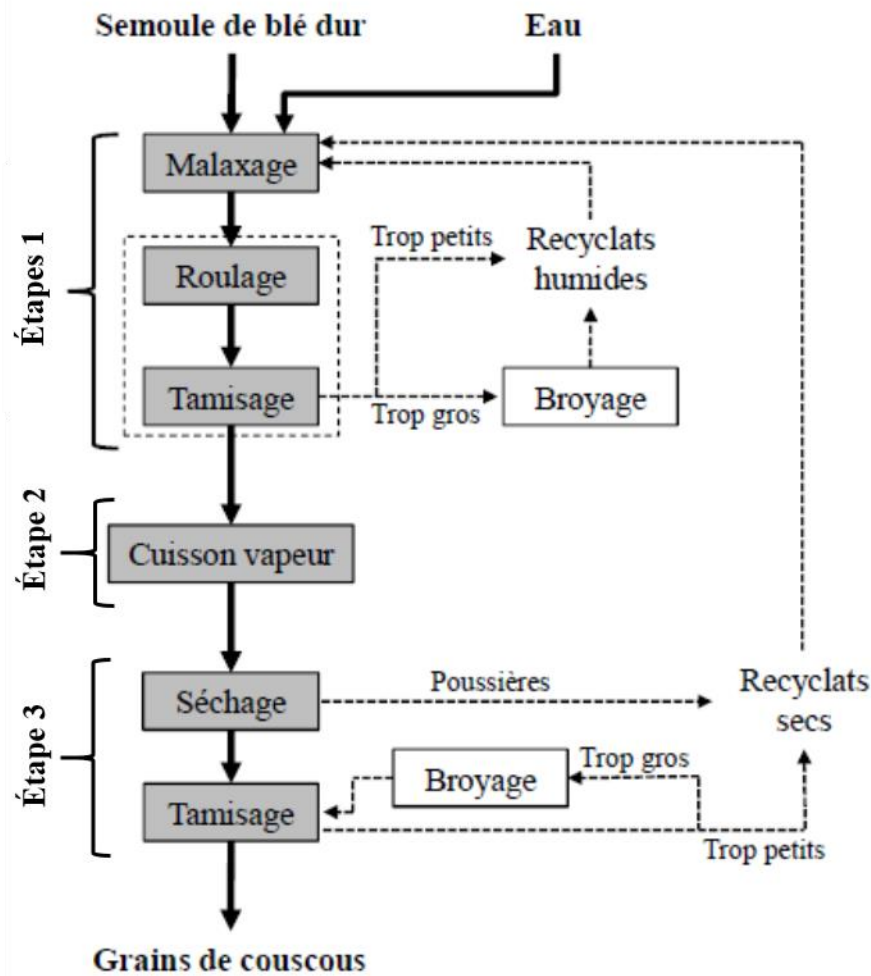 Semoule de blé dur
Eau
Étapes 1
Malaxage
Roulage
Trop petits
Recyclats
humides
Tamisage
Trop gros
Broyage
Étape 2
Cuisson vapeur
Étape 3
Séchage
Poussières
Recyclats
secs
Broyage
Trop gros
Tamisage
Trop petits
Grains de couscous